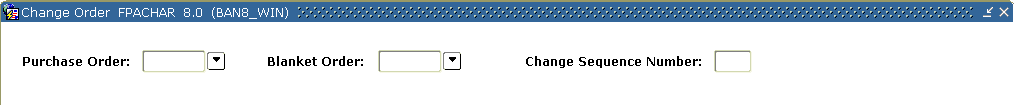 Change Order FPACHAR 8.0 (BAN8_WIN)
Purchase Order: Blanket Order: Change Sequence Number: